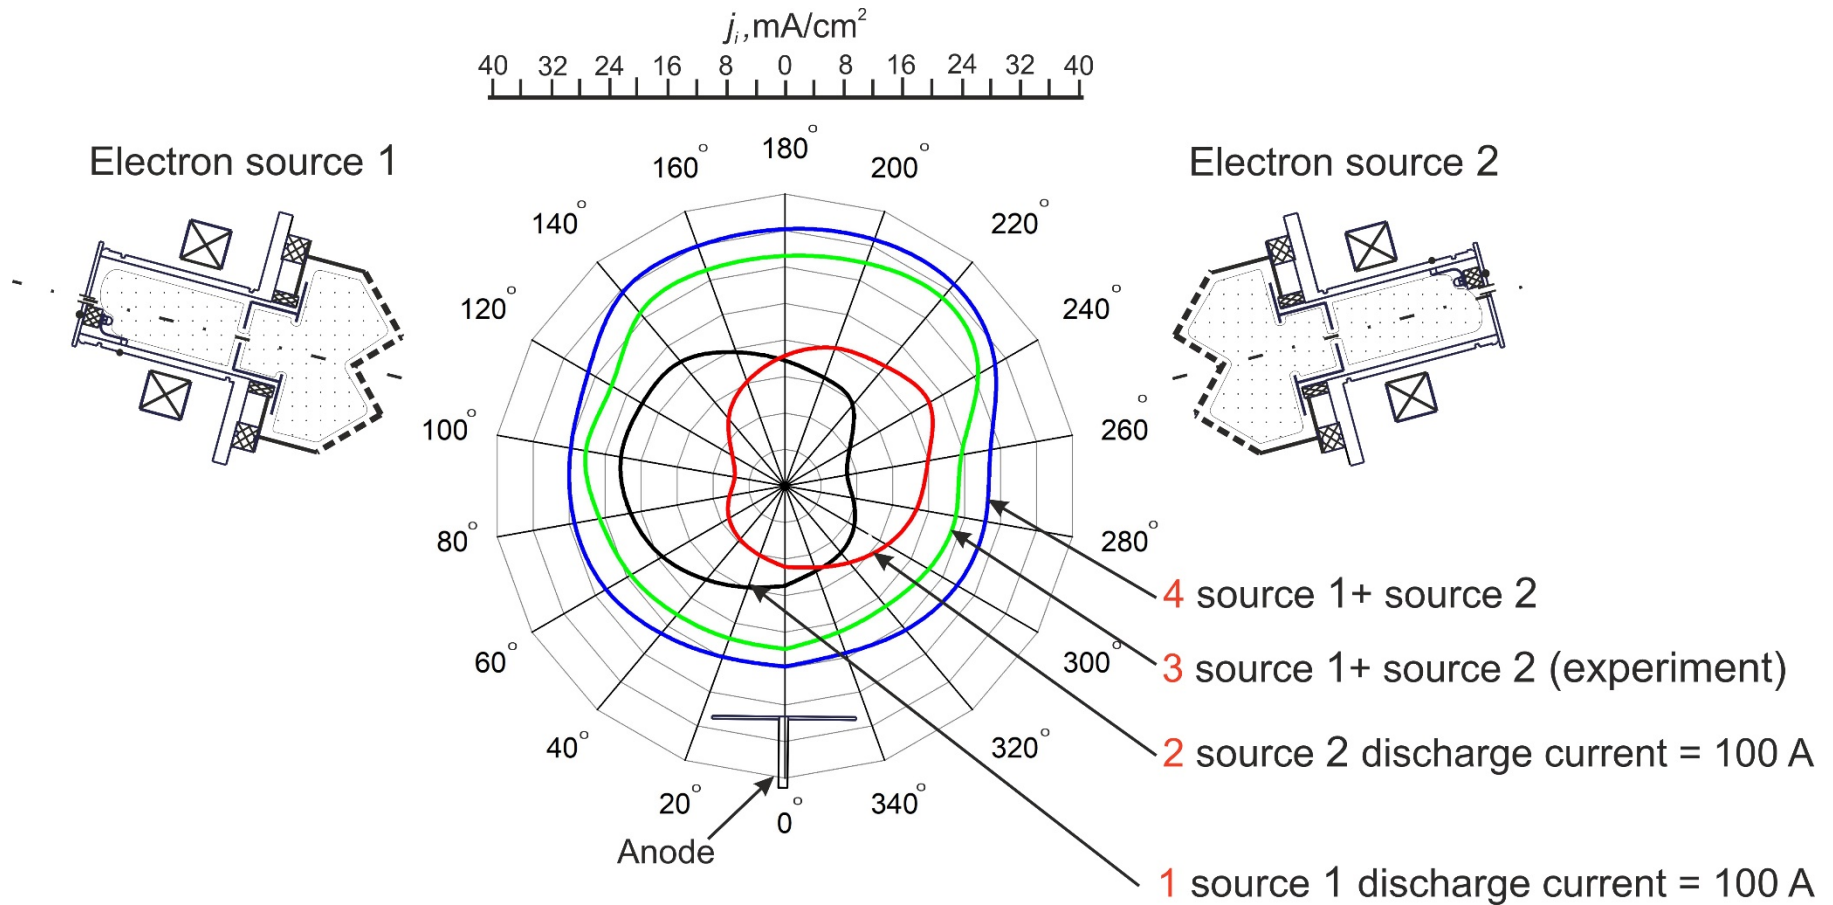 jᵢ,mA/cm²
40 32 24 16 8 0 8 16 24 32 40
Electron source 1
Electron source 2
180°
160°
200°
140°
220°
120°
240°
100°
260°
80°
280°
60°
300°
40°
320°
20°
340°
0°
Anode
4 source 1+ source 2
3 source 1+ source 2 (experiment)
2 source 2 discharge current = 100 A
1 source 1 discharge current = 100 A